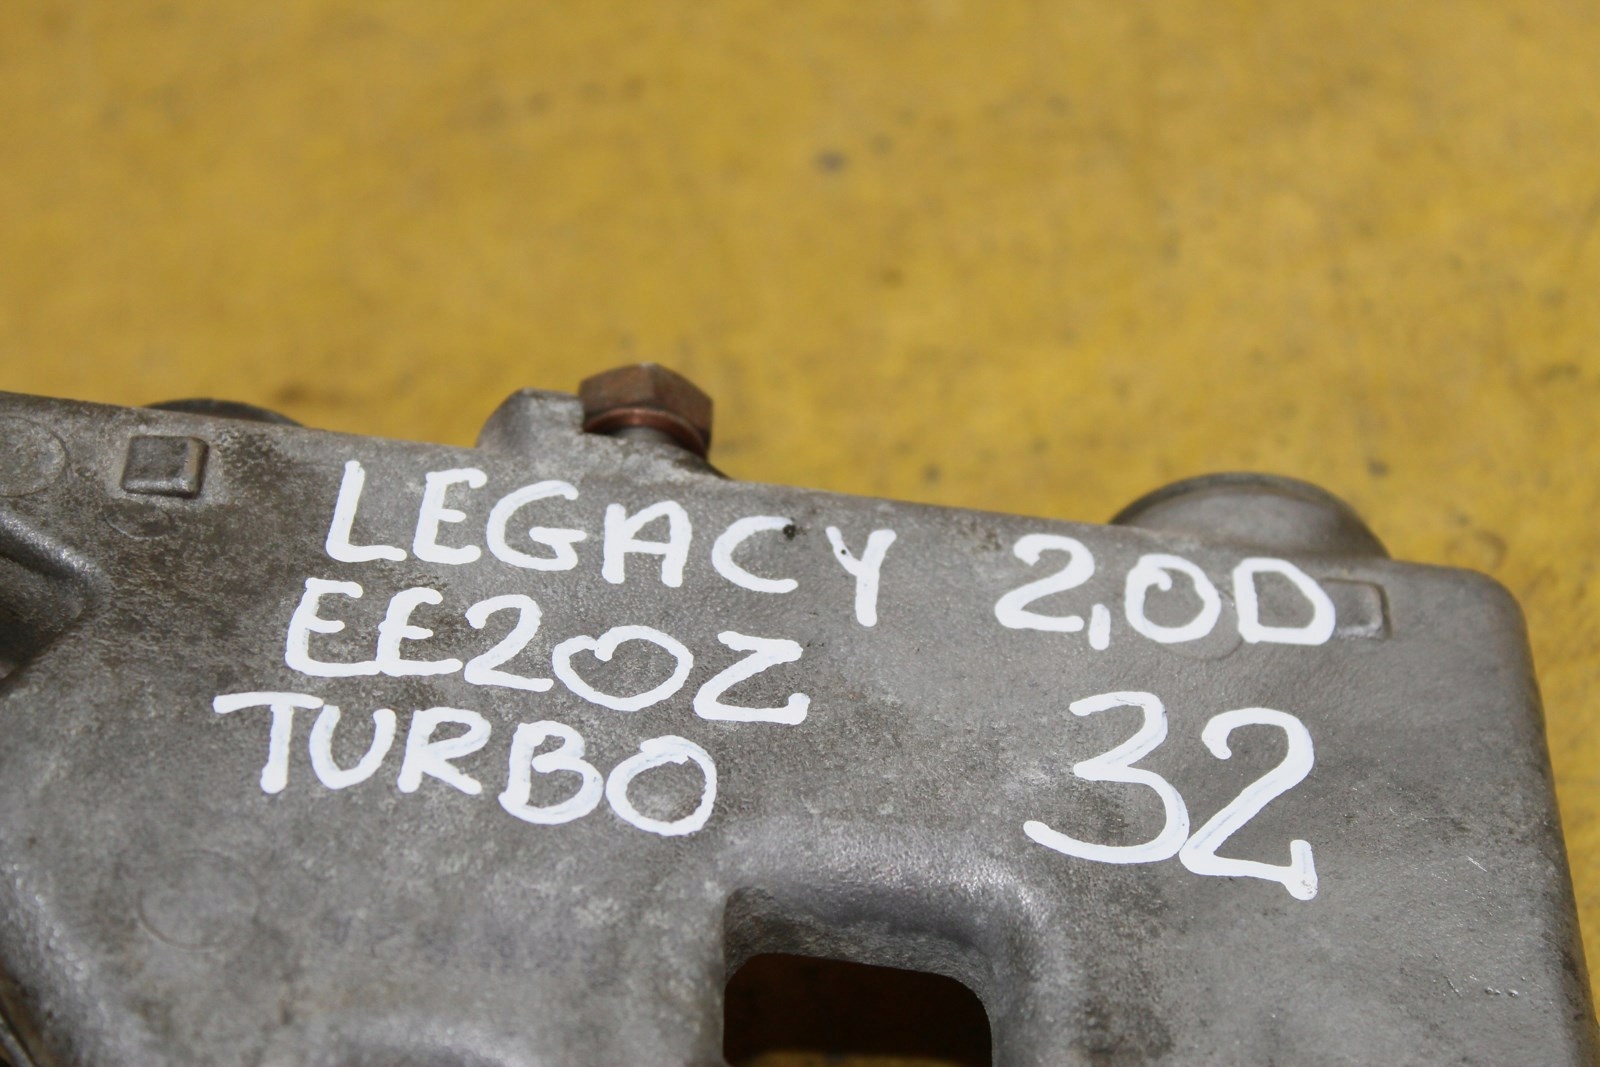 LEGACY 2,0D
EE20Z
TURBO 32